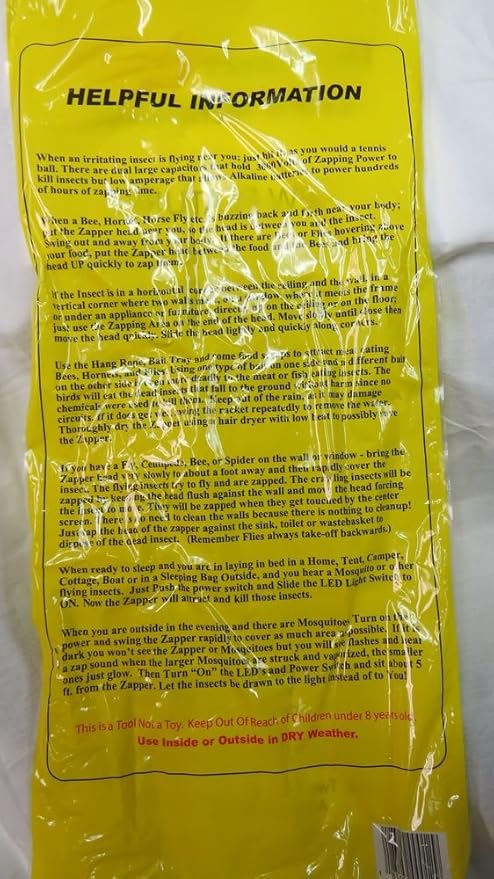 HELPFUL INFORMATION
When an irritating insect is flying near you; just hit it as you would a tennis
ball. There are dual large capacitors that hold 3000Volts of Zapping Power to
kill insects but low amperage that Alkaline batteries to power hundreds
of hours of zapping time.
When a Bee, Hornet, Horse Fly etc. is buzzing back and forth near your body;
put the Zapper head near you, so the head is between you and the insect.
Swing out and away from your body. If there are Bees or Flies hovering above
your food, put the Zapper head between the food and the Bees and bring the
head UP quickly to zap them.
If the Insect is in a horizontal corner between the ceiling and the wall, in a
vertical corner where two walls meet, on a window where it meets the frame
or under an appliance or furniture, directly on the ceiling or on the floor;
just use the Zapping Area on the end of the head. Move slowly until close then
move the head quickly. Slide the head lightly and quickly along corners.
Use the Hang Rope, Bait Tray and some food scraps to attract meat eating
Bees, Hornets and Flies. Using one type of bait on one side and a different bait
on the other side is even more deadly to the meat or fish eating insects. The
birds will eat the dead insects that fall to the ground without harm since no
chemicals were used to kill them. Keep out of the rain as it may damage
circuits. If it does get wet swing the racket repeatedly to remove the water.
Thoroughly dry the Zapper using a hair dryer with low heat to possibly save
the Zapper.
If you have a Fly, Centipede, Bee, or Spider on the wall or window - bring the
Zapper head very slowly to about a foot away and then rapidly cover the
insect. The flying insects try to fly and are zapped. The crawling insects will be
zapped by keeping the head flush against the wall and move the head forcing
the insect to move. They will be zapped when they get touched by the center
screen. There is no need to clean the walls because there is nothing to cleanup!
Just tap the head of the zapper against the sink, toilet or wastebasket to
dispose of the dead insect. (Remember Flies always take-off backwards.)
When ready to sleep and you are in laying in bed in a Home, Tent, Camper,
Cottage, Boat or in a Sleeping Bag Outside, and you hear a Mosquito or other
flying insects. Just Push the power switch and Slide the LED Light Switch to
ON. Now the Zapper will attract and kill those insects.
When you are outside in the evening and there are Mosquitoes Turn on the
power and swing the Zapper rapidly to cover as much area as possible. If it is
dark you won't see the Zapper or Mosquitoes but you will see flashes and hear
a zap sound when the larger Mosquitoes are struck and vaporized, the smaller
ones just glow. Then Turn "On" the LED's and Power Switch and sit about 5
ft. from the Zapper. Let the insects be drawn to the light instead of to You!
This is a Tool Not a Toy. Keep Out Of Reach of Children under 8 years old.
Use Inside or Outside in DRY Weather.